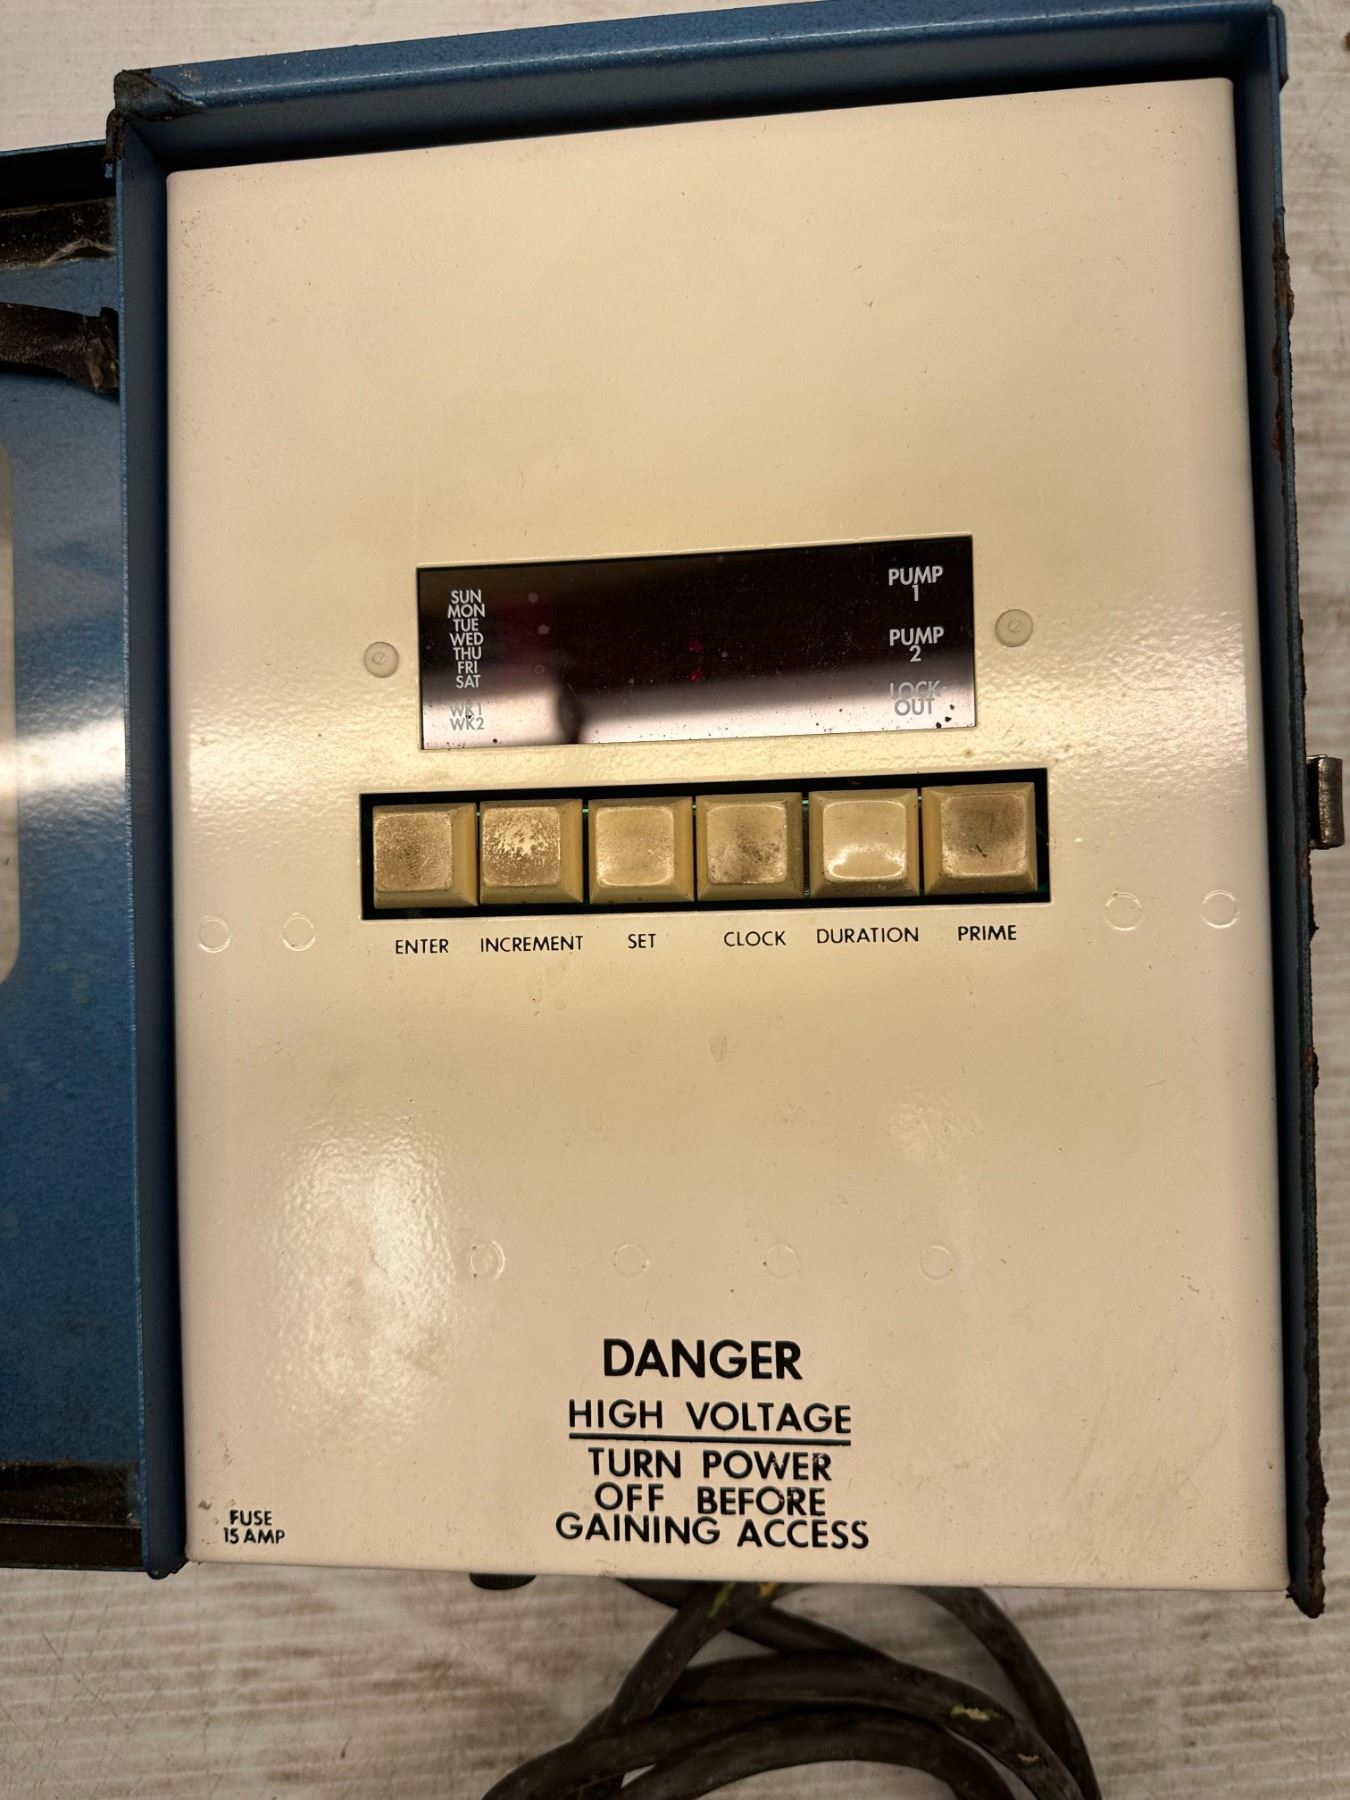 SUN
MON
TUE
WED
THU
FRI
SAT
WK1
WK2
PUMP
1
PUMP
2
LOCK
OUT
ENTER INCREMENT SET CLOCK DURATION PRIME
DANGER
HIGH VOLTAGE
TURN POWER
OFF BEFORE
GAINING ACCESS
FUSE
15 AMP